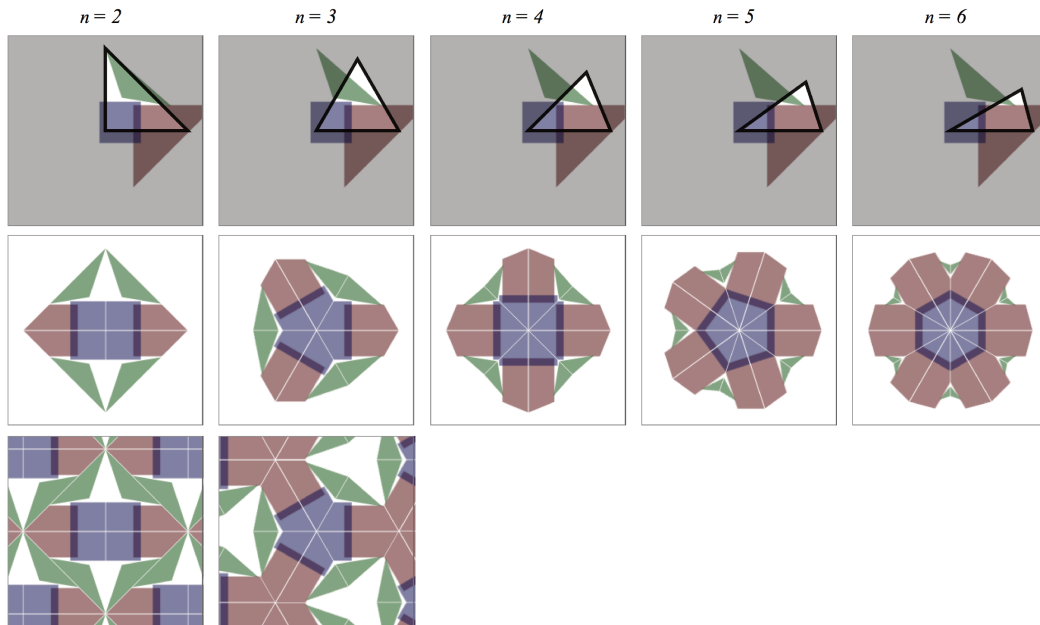 n = 2 n = 3 n = 4 n = 5 n = 6